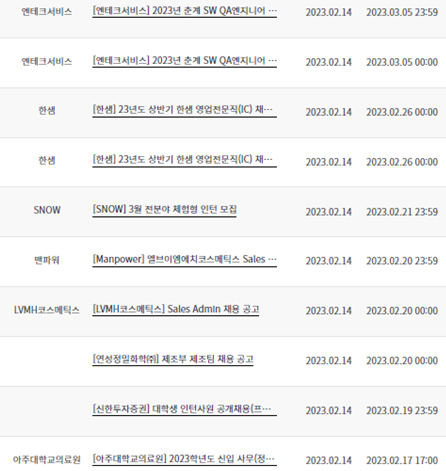 엔테크서비스 [엔테크서비스] 2023년 춘계 SW QA엔지니어 ··· 2023.02.14 2023.03.05 23:59
엔테크서비스 [엔테크서비스] 2023년 춘계 SW QA엔지니어 ··· 2023.02.14 2023.03.05 00:00
한샘 [한샘] 23년도 상반기 한샘 영업전문직(IC) 채··· 2023.02.14 2023.02.26 00:00
한샘 [한샘] 23년도 상반기 한샘 영업전문직(IC) 채··· 2023.02.14 2023.02.26 00:00
SNOW [SNOW] 3월 전분야 체험형 인턴 모집 2023.02.14 2023.02.21 23:59
맨파워 [Manpower] 엘브이엠에치코스메틱스 Sales ··· 2023.02.14 2023.02.20 23:59
LVMH코스메틱스 [LVMH코스메틱스] Sales Admin 채용 공고 2023.02.14 2023.02.20 00:00
[연성정밀화학㈜] 제조부 제조팀 채용 공고 2023.02.14 2023.02.20 00:00
[신한투자증권] 대학생 인턴사원 공개채용(프··· 2023.02.14 2023.02.19 23:59
아주대학교의료원 [아주대학교의료원] 2023학년도 신입 사무(정··· 2023.02.14 2023.02.17 17:00